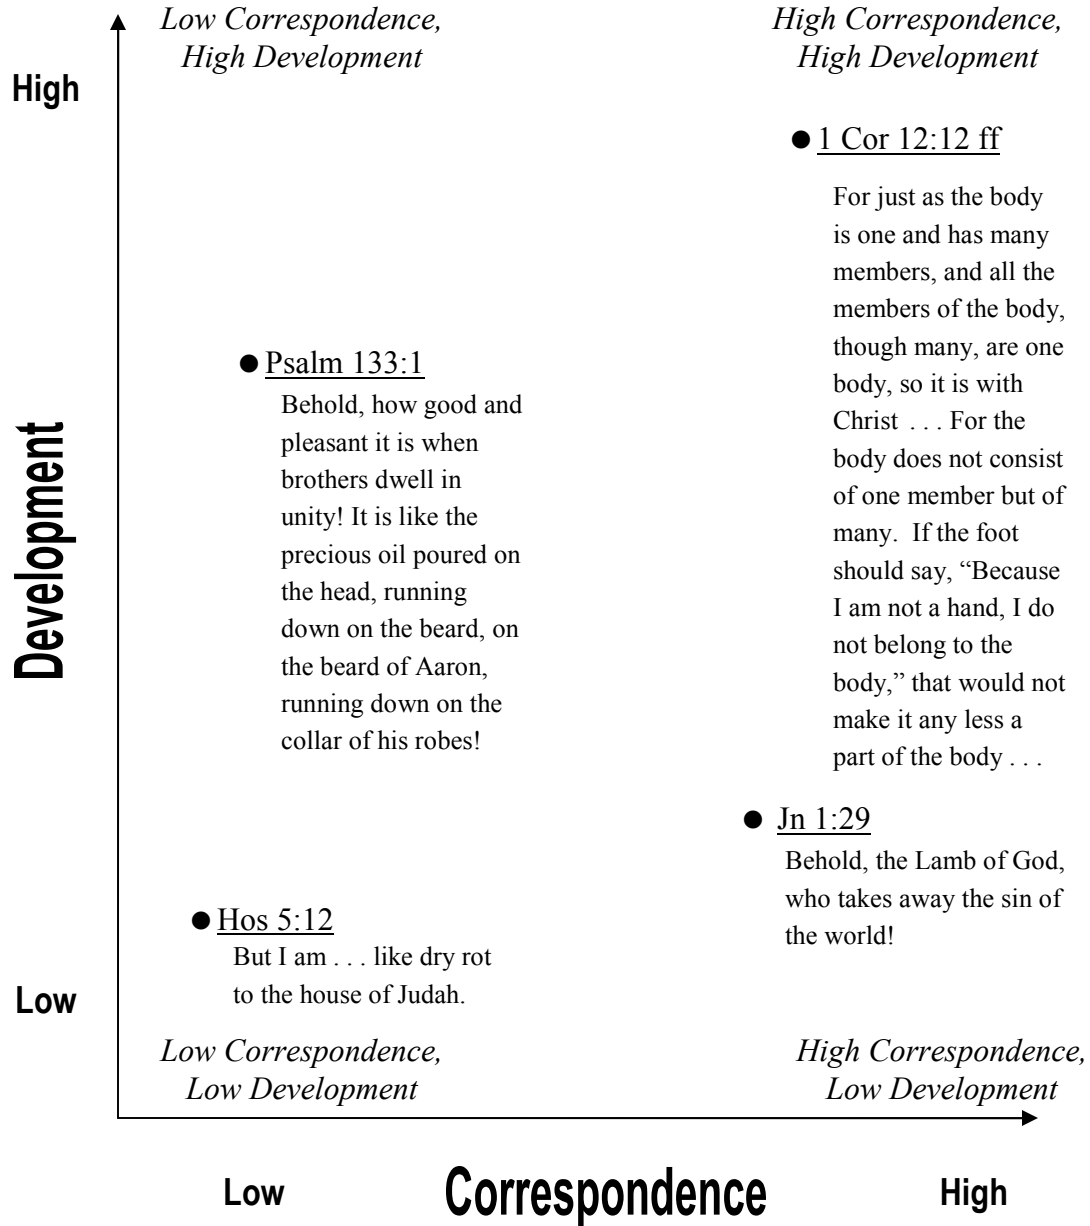 Low Correspondence,
High Development
High Correspondence,
High Development
High
1 Cor 12:12 ff
For just as the body
is one and has many
members, and all the
members of the body,
though many, are one
body, so it is with
Christ . . . For the
body does not consist
of one member but of
many. If the foot
should say, “Because
I am not a hand, I do
not belong to the
body,” that would not
make it any less a
part of the body . . .
Psalm 133:1
Behold, how good and
pleasant it is when
brothers dwell in
unity! It is like the
precious oil poured on
the head, running
down on the beard, on
the beard of Aaron,
running down on the
collar of his robes!
Development
Jn 1:29
Behold, the Lamb of God,
who takes away the sin of
the world!
Hos 5:12
But I am . . . like dry rot
to the house of Judah.
Low
Low Correspondence,
Low Development
High Correspondence,
Low Development
Low
Correspondence
High